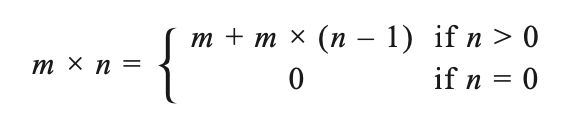 m × n = { m + m × (n − 1) if n > 0
0 if n = 0